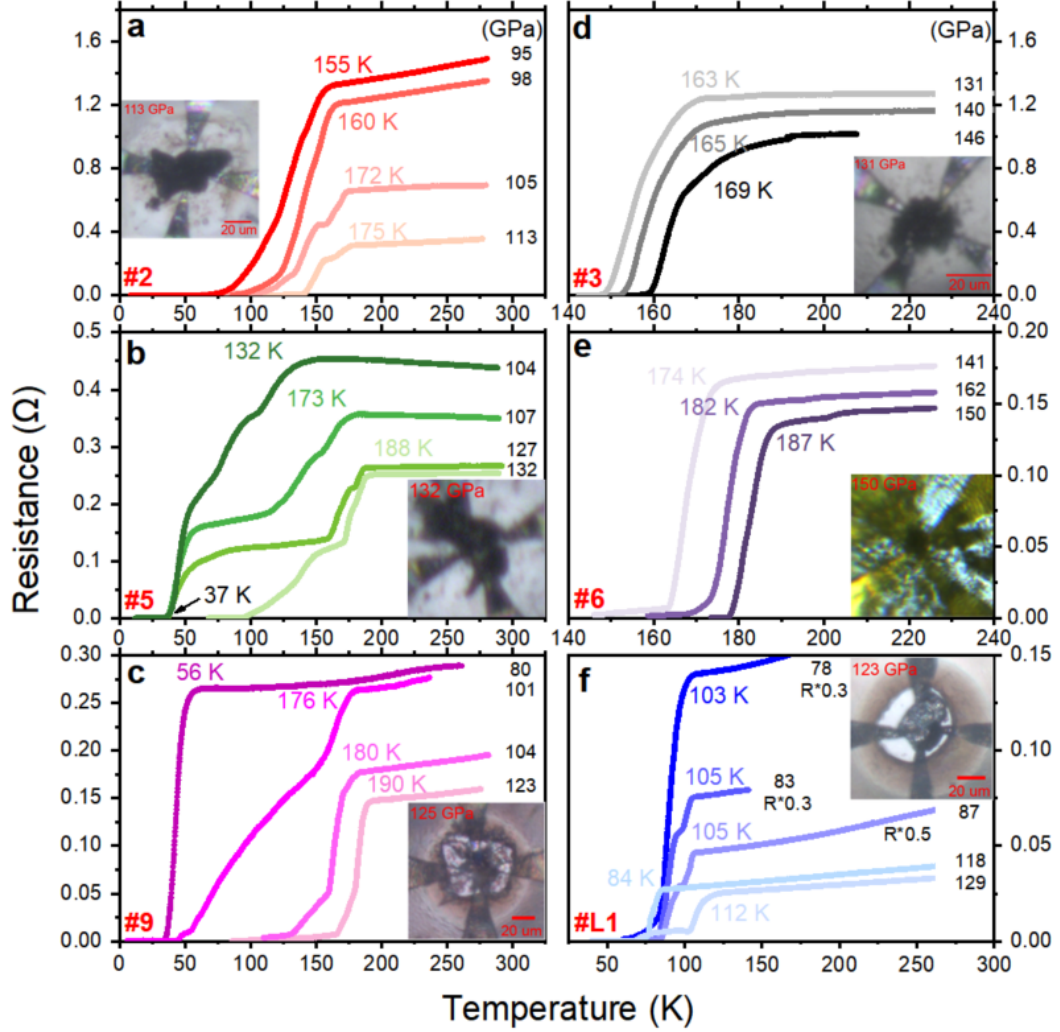 Resistance (Ω)
Temperature (K)
a
(GPa)
1.6
1.2
0.8
0.4
0.0
155 K
160 K
172 K
175 K
95
98
105
113
113 GPa
20 um
#2
0 50 100 150 200 250 300
d
(GPa)
163 K
165 K
169 K
131
140
146
131 GPa
20 um
#3
1.6
1.2
0.8
0.4
0.0
140 160 180 200 220 240
b
0.5
0.4
0.3
0.2
0.1
0.0
132 K
173 K
188 K
37 K
104
107
127
132
132 GPa
#5
0 50 100 150 200 250 300
e
174 K
182 K
187 K
141
162
150
150 GPa
#6
0.20
0.15
0.10
0.05
0.00
140 160 180 200 220 240
c
0.30
0.25
0.20
0.15
0.10
0.05
0.00
56 K
176 K
180 K
190 K
80
101
104
123
125 GPa
20 um
#9
0 50 100 150 200 250 300
f
103 K
105 K
105 K
84 K
112 K
78
R*0.3
83
R*0.3
87
R*0.5
118
129
123 GPa
20 um
#L1
0.15
0.10
0.05
0.00
50 100 150 200 250 300